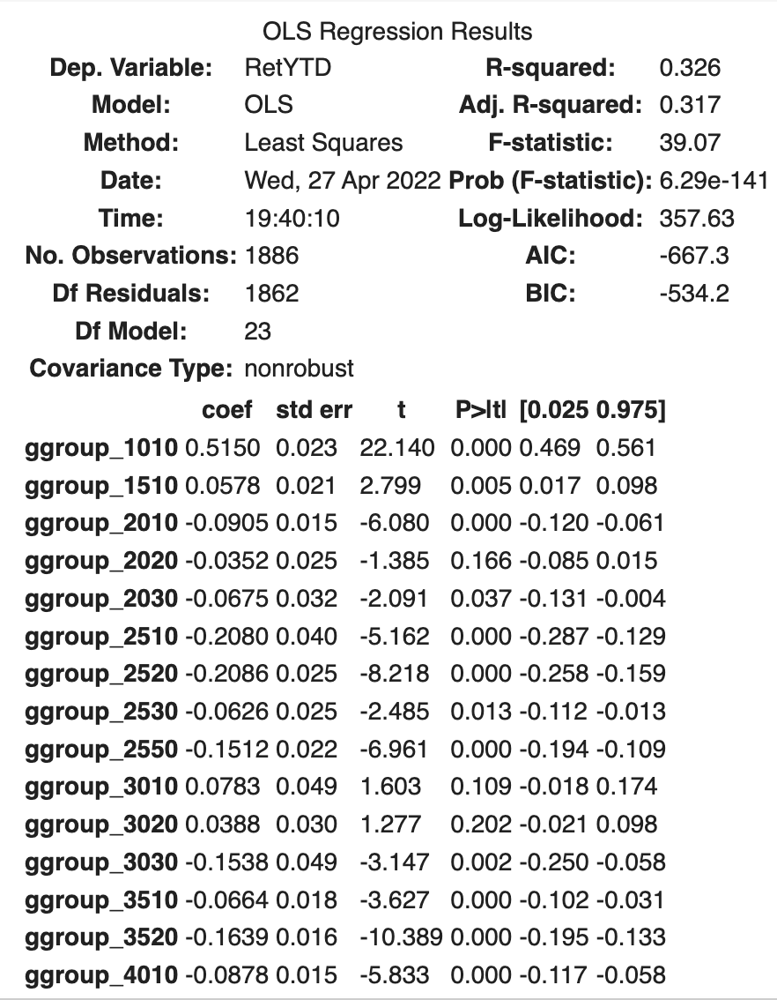 OLS Regression Results
Dep. Variable: RetYTD R-squared: 0.326
Model: OLS Adj. R-squared: 0.317
Method: Least Squares F-statistic: 39.07
Date: Wed, 27 Apr 2022 Prob (F-statistic): 6.29e-141
Time: 19:40:10 Log-Likelihood: 357.63
No. Observations: 1886 AIC: -667.3
Df Residuals: 1862 BIC: -534.2
Df Model: 23
Covariance Type: nonrobust
coef std err t P>|t| [0.025 0.975]
ggroup_1010 0.5150 0.023 22.140 0.000 0.469 0.561
ggroup_1510 0.0578 0.021 2.799 0.005 0.017 0.098
ggroup_2010 -0.0905 0.015 -6.080 0.000 -0.120 -0.061
ggroup_2020 -0.0352 0.025 -1.385 0.166 -0.085 0.015
ggroup_2030 -0.0675 0.032 -2.091 0.037 -0.131 -0.004
ggroup_2510 -0.2080 0.040 -5.162 0.000 -0.287 -0.129
ggroup_2520 -0.2086 0.025 -8.218 0.000 -0.258 -0.159
ggroup_2530 -0.0626 0.025 -2.485 0.013 -0.112 -0.013
ggroup_2550 -0.1512 0.022 -6.961 0.000 -0.194 -0.109
ggroup_3010 0.0783 0.049 1.603 0.109 -0.018 0.174
ggroup_3020 0.0388 0.030 1.277 0.202 -0.021 0.098
ggroup_3030 -0.1538 0.049 -3.147 0.002 -0.250 -0.058
ggroup_3510 -0.0664 0.018 -3.627 0.000 -0.102 -0.031
ggroup_3520 -0.1639 0.016 -10.389 0.000 -0.195 -0.133
ggroup_4010 -0.0878 0.015 -5.833 0.000 -0.117 -0.058